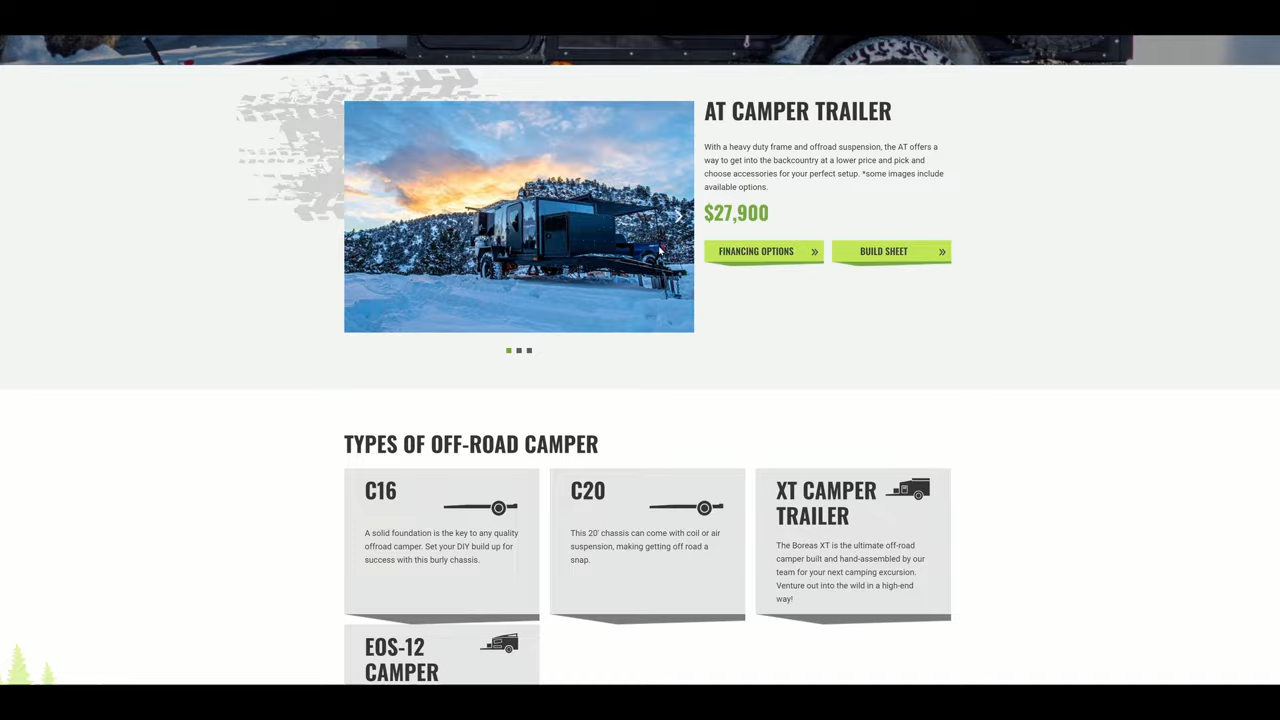 AT CAMPER TRAILER
With a heavy duty frame and offroad suspension, the AT offers a
way to get into the backcountry at a lower price and pick and
choose accessories for your perfect setup. *some images include
available options.
$27,900
FINANCING OPTIONS
BUILD SHEET
TYPES OF OFF-ROAD CAMPER
C16
A solid foundation is the key to any quality
offroad camper. Set your DIY build up for
success with this burly chassis.
C20
This 20' chassis can come with coil or air
suspension, making getting off road a
snap.
XT CAMPER
TRAILER
The Boreas XT is the ultimate off-road
camper built and hand-assembled by our
team for your next camping excursion.
Venture out into the wild in a high-end
way!
EOS-12
CAMPER